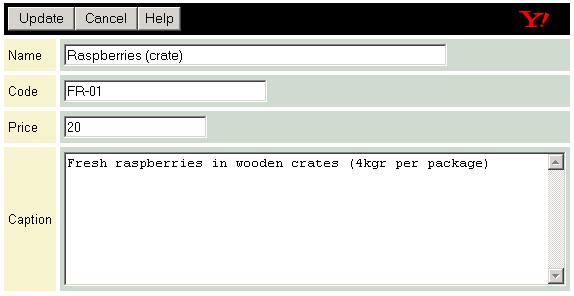 Update Cancel Help Y!
Name Raspberries (crate)
Code FR-01
Price 20
Fresh raspberries in wooden crates (4kgr per package)
Caption